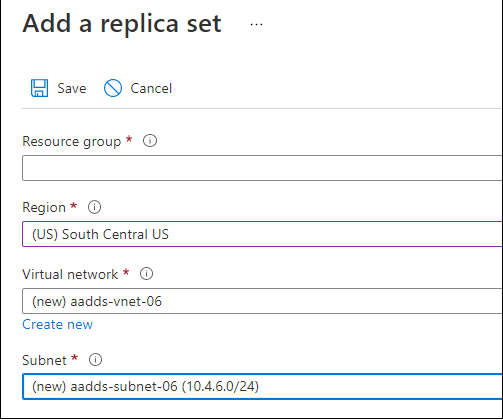 Add a replica set ...
Save Cancel
Resource group *
Region *
(US) South Central US
Virtual network *
(new) aadds-vnet-06
Create new
Subnet *
(new) aadds-subnet-06 (10.4.6.0/24)